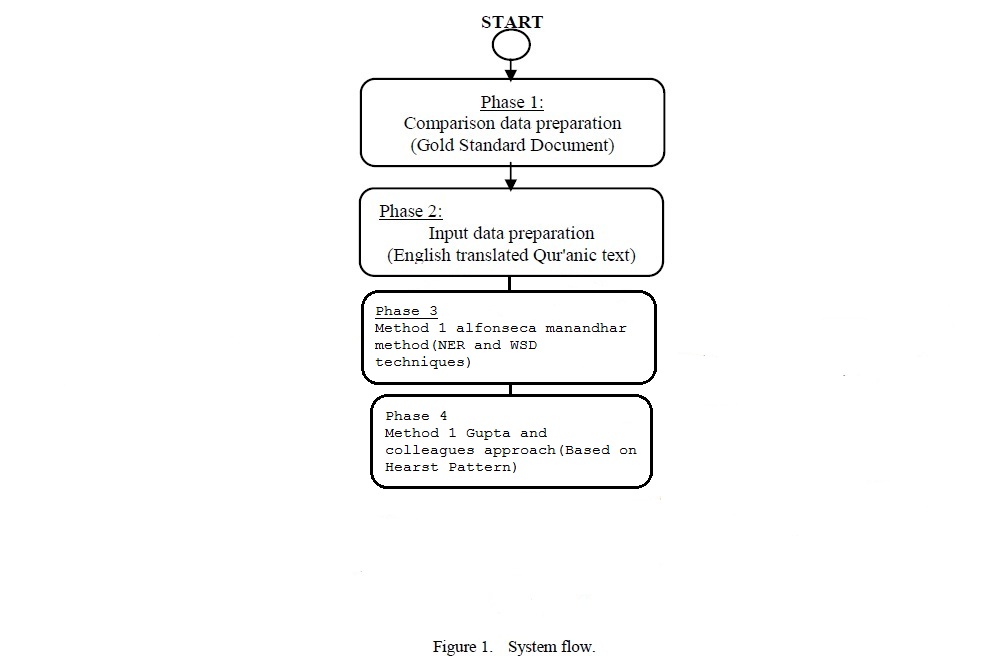 START
Phase 1:
Comparison data preparation
(Gold Standard Document)
Phase 2:
Input data preparation
(English translated Qur'anic text)
Phase 3
Method 1 alfonseca manandhar
method(NER and WSD
techniques)
Phase 4
Method 1 Gupta and
colleagues approach(Based on
Hearst Pattern)
Figure 1. System flow.